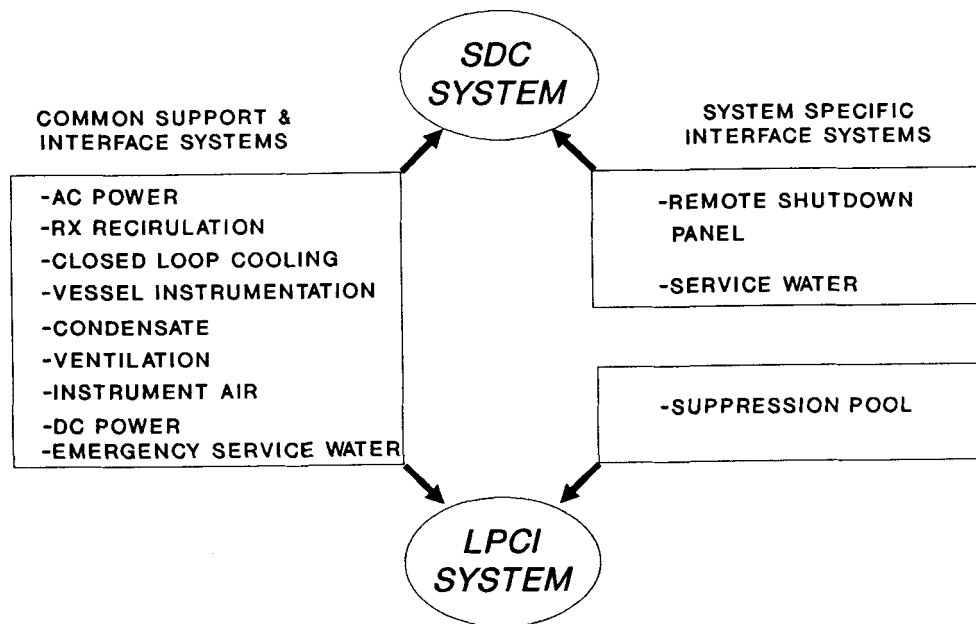 SDC
SYSTEM
COMMON SUPPORT &
INTERFACE SYSTEMS
-AC POWER
-RX RECIRULATION
-CLOSED LOOP COOLING
-VESSEL INSTRUMENTATION
-CONDENSATE
-VENTILATION
-INSTRUMENT AIR
-DC POWER
-EMERGENCY SERVICE WATER
SYSTEM SPECIFIC
INTERFACE SYSTEMS
-REMOTE SHUTDOWN
PANEL
-SERVICE WATER
-SUPPRESSION POOL
LPCI
SYSTEM